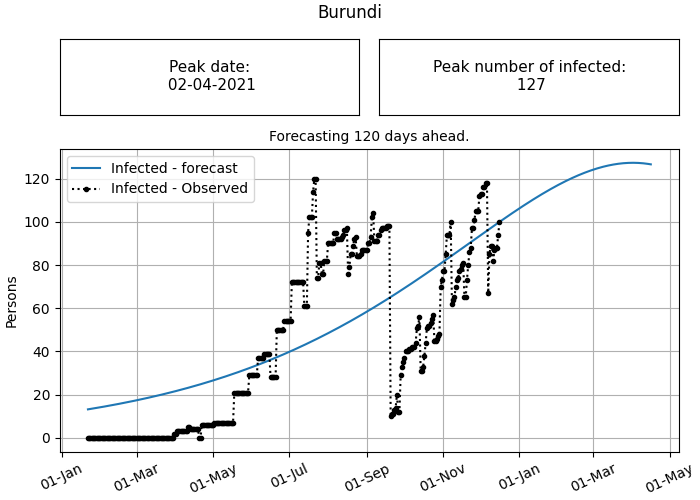 Burundi
Peak date:
02-04-2021
Peak number of infected:
127
Forecasting 120 days ahead.
Infected - forecast
Infected - Observed
Persons
120
100
80
60
40
20
0
01-Jan
01-Mar
01-May
01-Jul
01-Sep
01-Nov
01-Jan
01-Mar
01-May